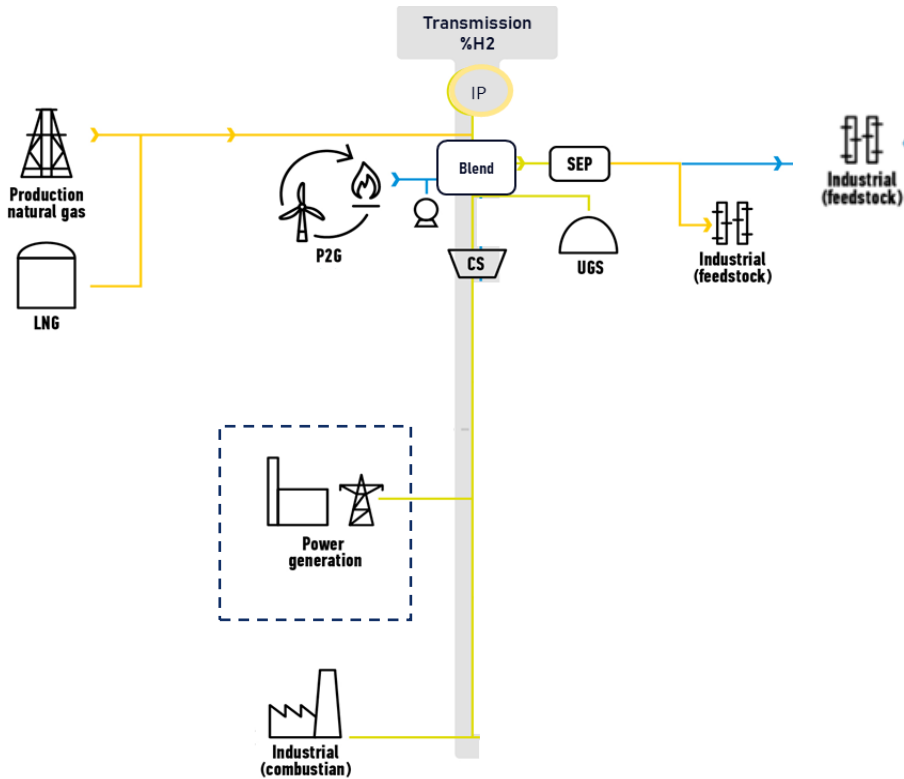 Transmission
%H2
IP
Production
natural gas
LNG
P2G
Blend
SEP
CS
UGS
Industrial
(feedstock)
Industrial
(feedstock)
Power
generation
Industrial
(combustian)